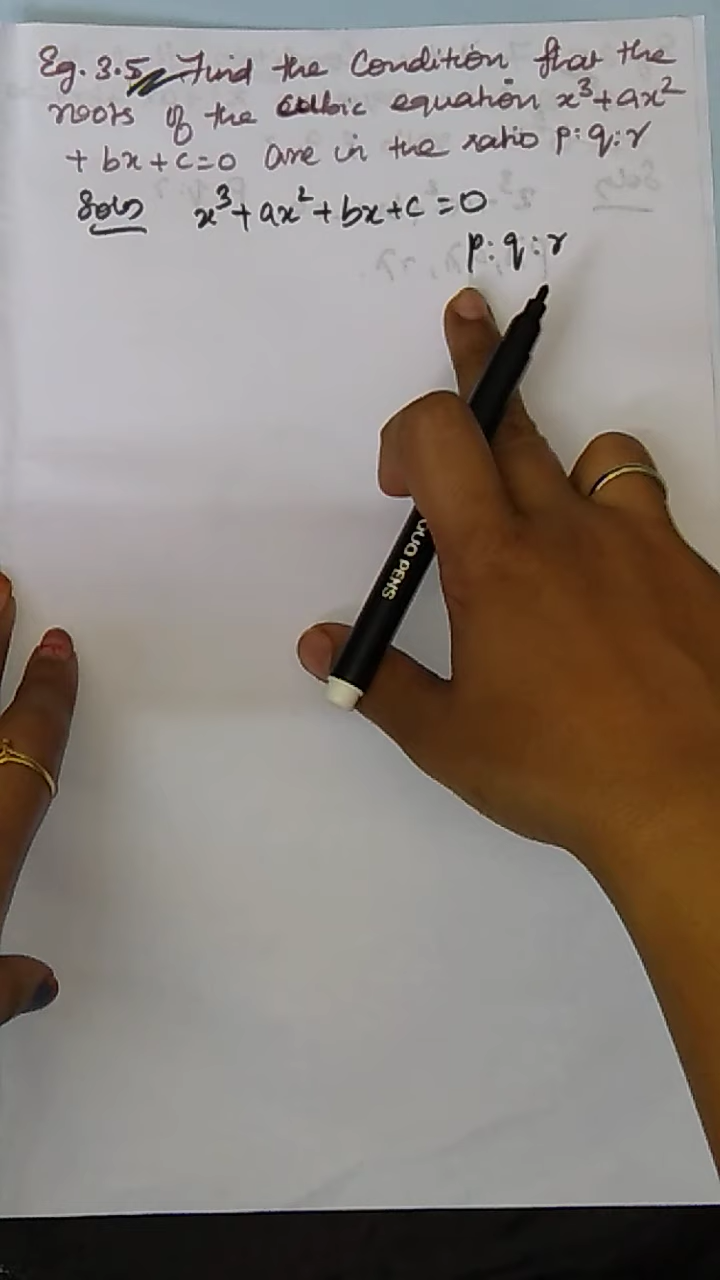 Eg. 3.5 Find the Condition that the
roots of the cubic equation x³+ax²
+ bx+c=0 are in the ratio p:q:r
Soln x³+ax²+bx+c=0
p:q:r
PENS